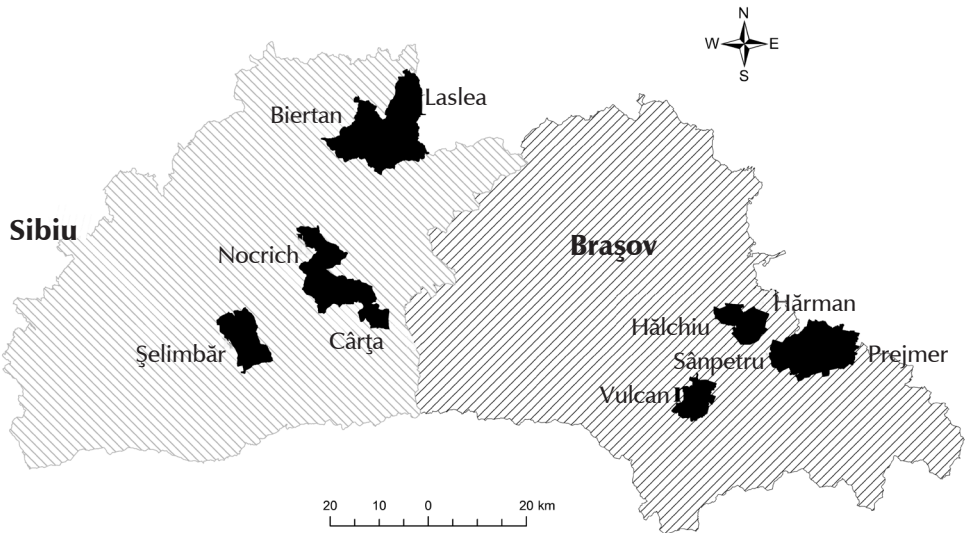 N
W E
S
Laslea
Biertan
Sibiu
Braşov
Nocrich
Hărman
Hălchiu
Cârţa
Şelimbăr
Sânpetru
Prejmer
Vulcan
20 10 0 20 km